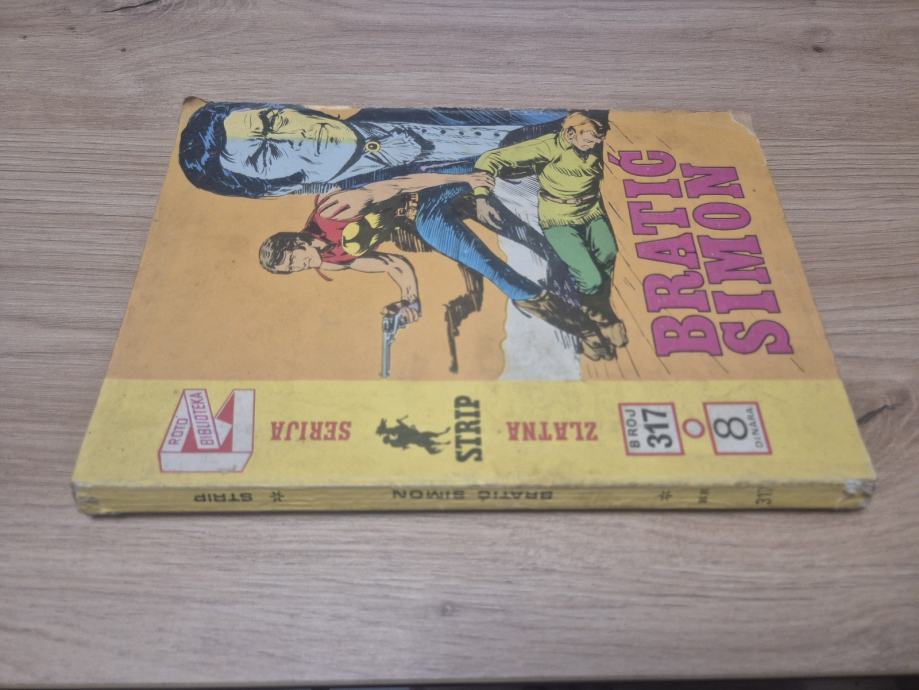 BRATIĆ
SIMON
ROTO
BIBLIOTEKA
ZLATNA
STRIP
SERIJA
BROJ
317
8
DINARA
317
BRATIĆ SIMON
* STRIP